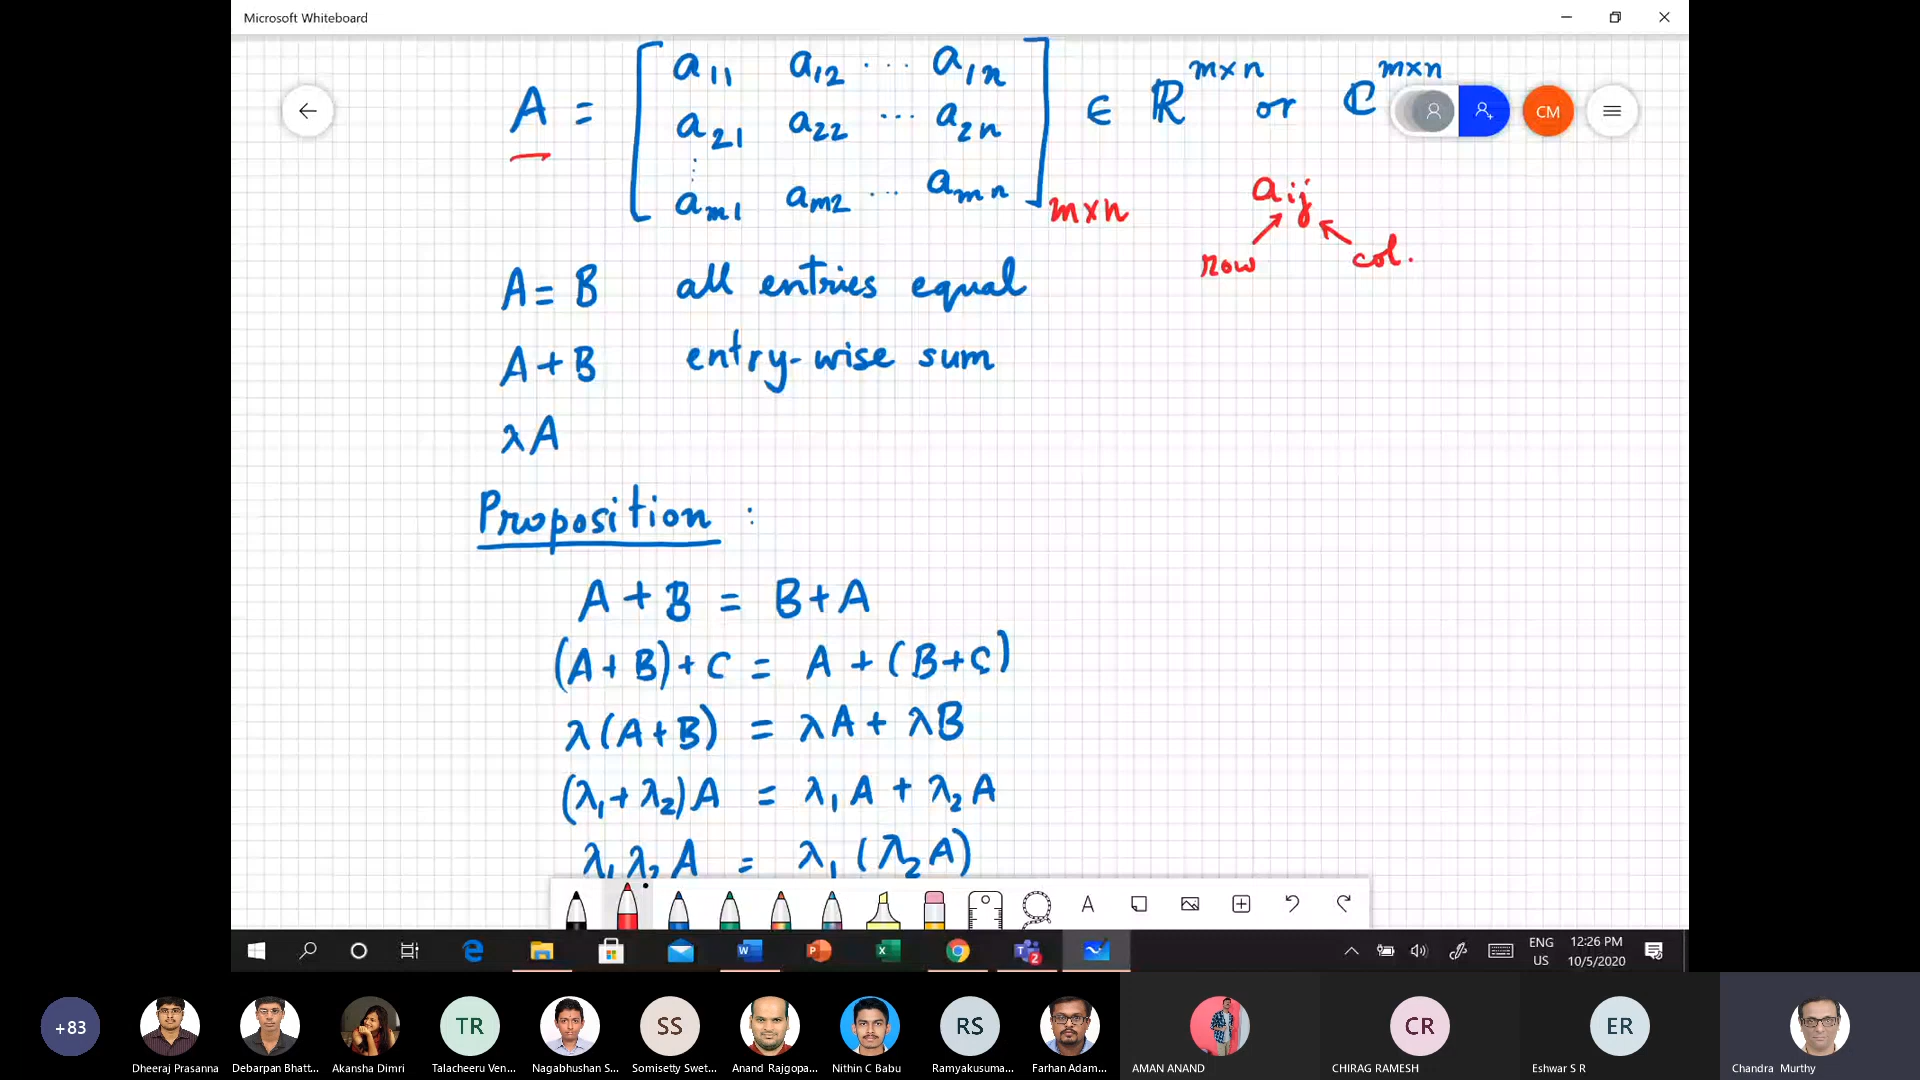 Microsoft Whiteboard
A = [ a11 a12 ... a1n
a21 a22 ... a2n
⋮
am1 am2 ... amn ] m×n ∈ ℝ^m×n or ℂ^m×n
CM
aij
row col.
A = B all entries equal
A + B entry-wise sum
λA
Proposition :
A + B = B + A
(A + B) + C = A + (B + C)
λ(A + B) = λA + λB
(λ1 + λ2)A = λ1A + λ2A
λ1λ2A = λ1(λ2A)
A
2
ENG
US
12:26 PM
10/5/2020
+83
TR
SS
RS
CR
ER
Dheeraj Prasanna
Debarpan Bhatt...
Akansha Dimri
Talacheeru Ven...
Nagabhushan S...
Somisetty Swet...
Anand Rajgopa...
Nithin C Babu
Ramyakusuma...
Farhan Adam...
AMAN ANAND
CHIRAG RAMESH
Eshwar S R
Chandra Murthy